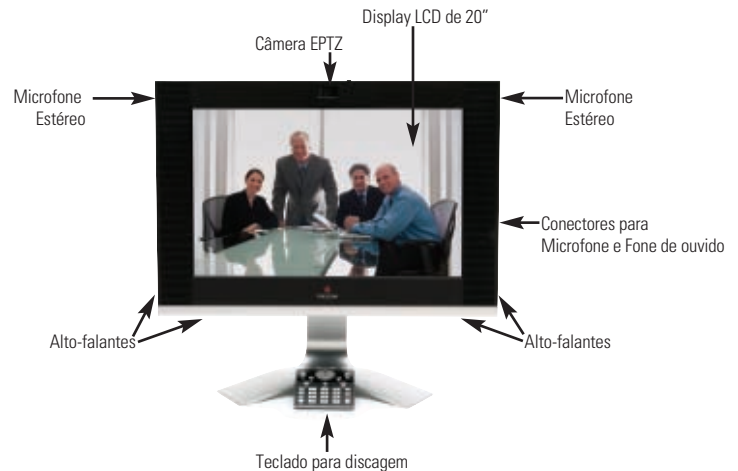 Display LCD de 20”
Câmera EPTZ
Microfone
Estéreo
Microfone
Estéreo
Conectores para
Microfone e Fone de ouvido
Alto-falantes
Alto-falantes
Teclado para discagem